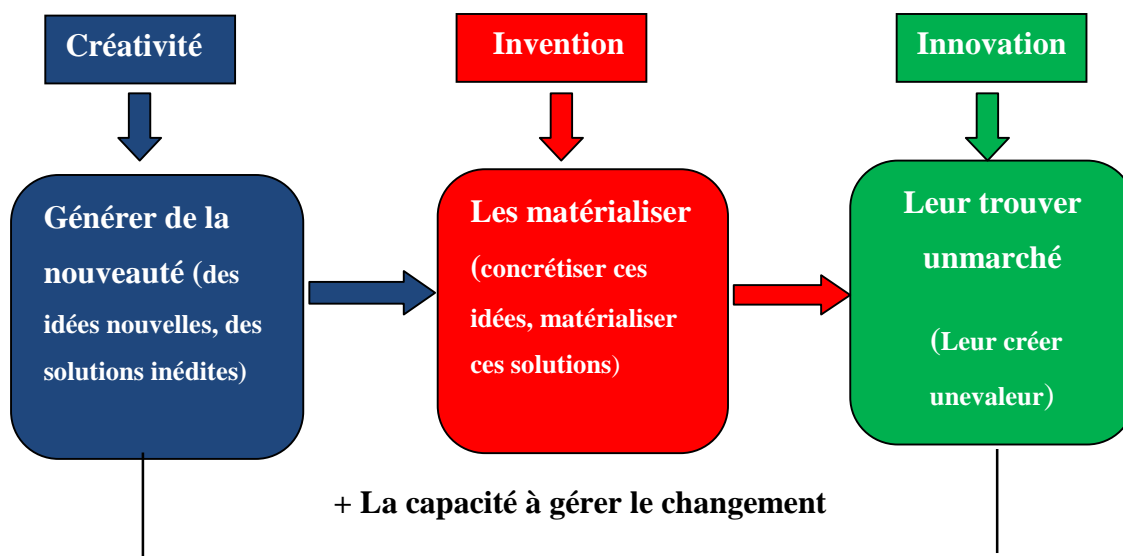 Créativité
Invention
Innovation
Générer de la
nouveauté (des
idées nouvelles, des
solutions inédites)
Les matérialiser
(concrétiser ces
idées, matérialiser
ces solutions)
Leur trouver
unmarché
(Leur créer
unevaleur)
+ La capacité à gérer le changement